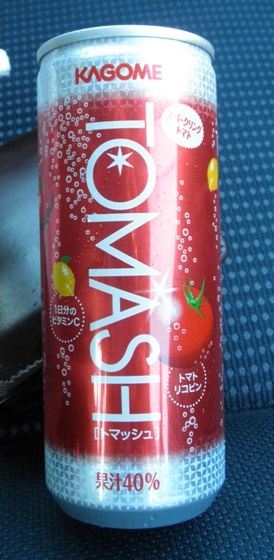 KAGOME
スパークリング
トマト
TOMASH
[トマッシュ]
1日分の
ビタミンC
トマト
リコピン
果汁40%